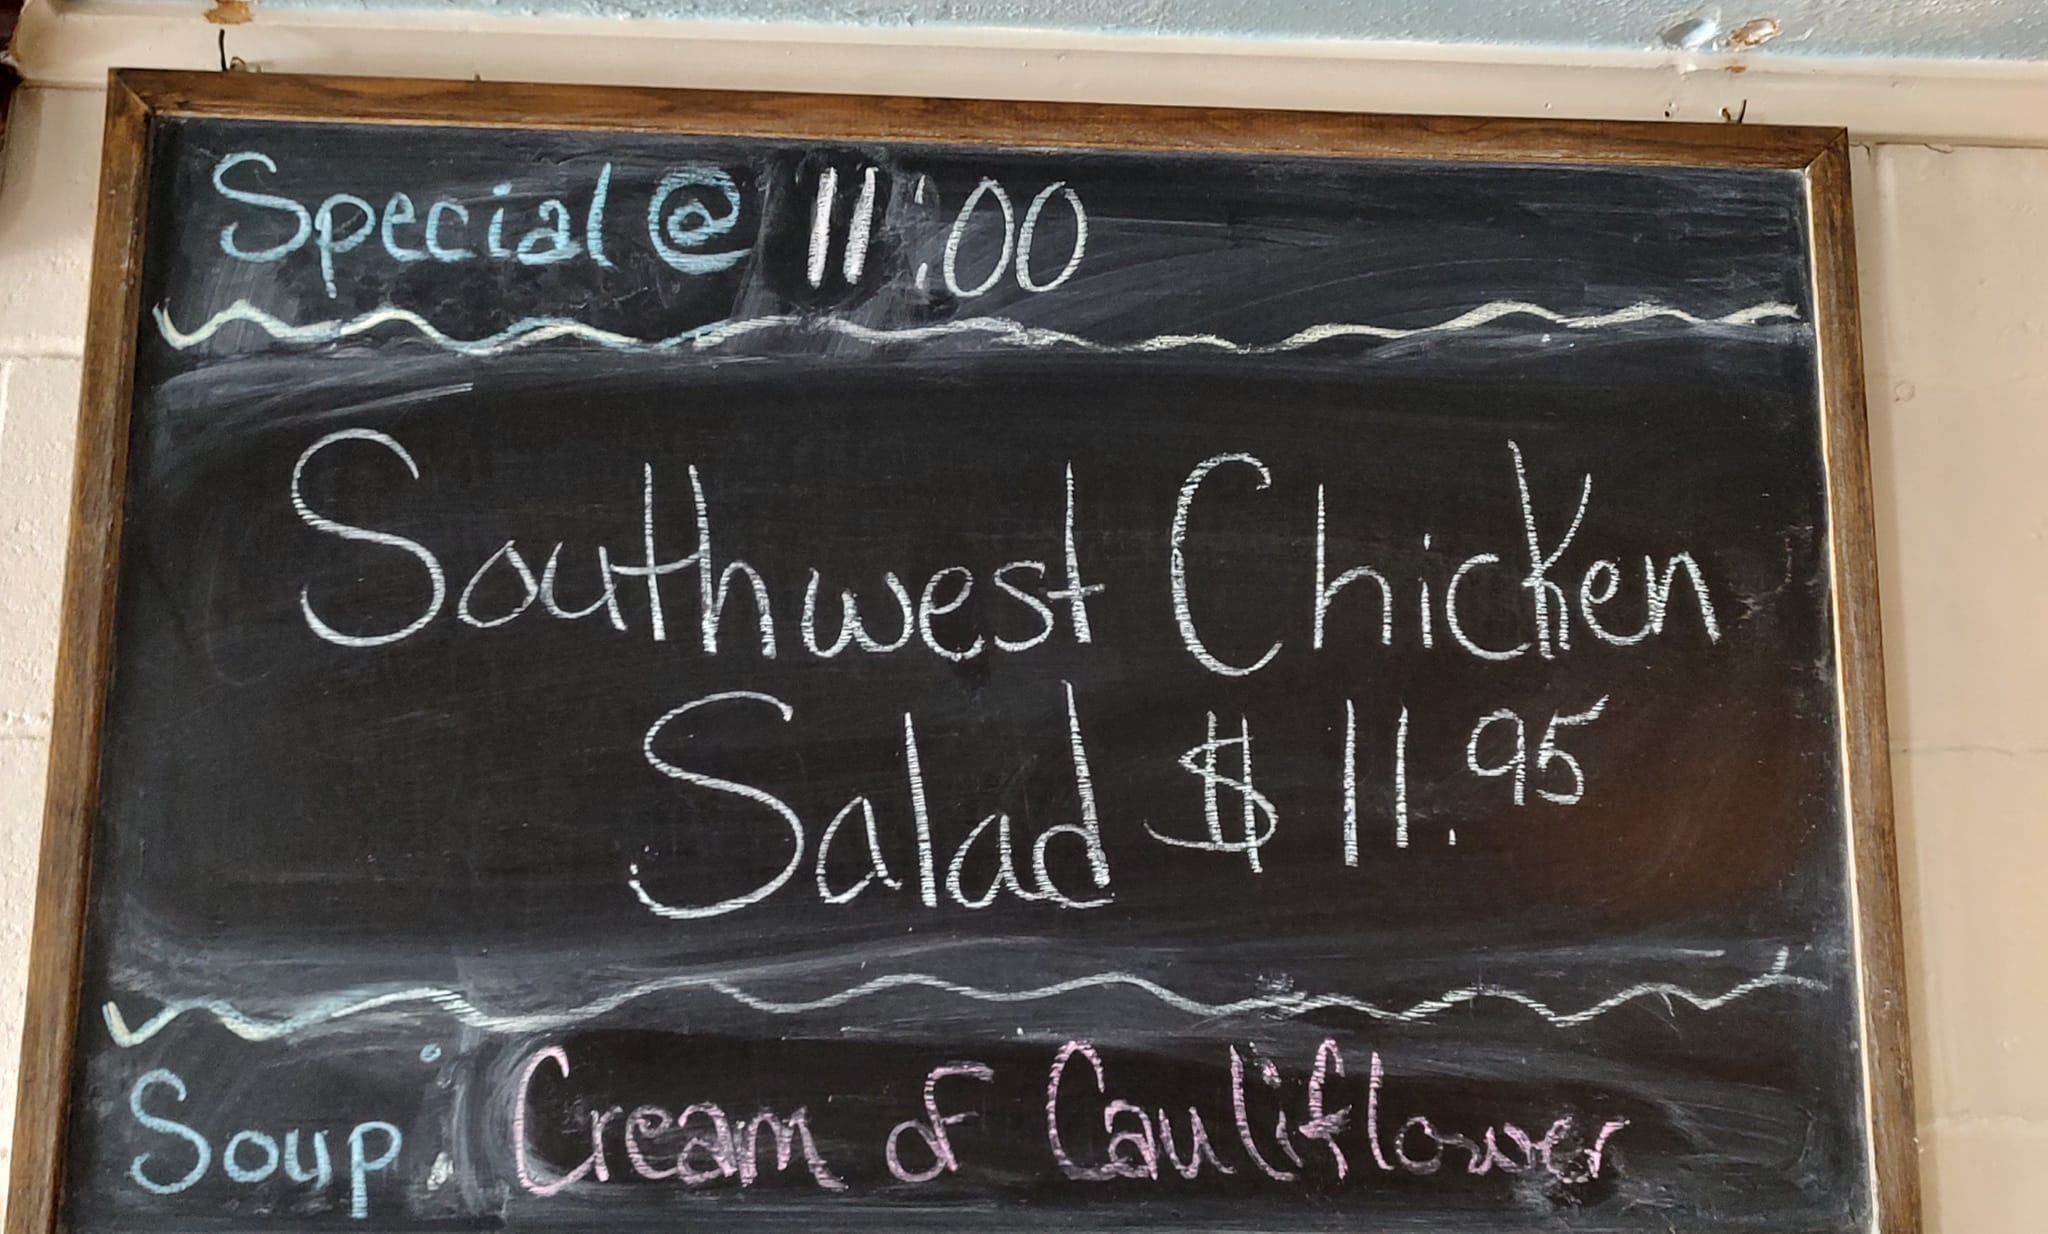 Special @ 11:00
Southwest Chicken
Salad $11.95
Soup: Cream of Cauliflower